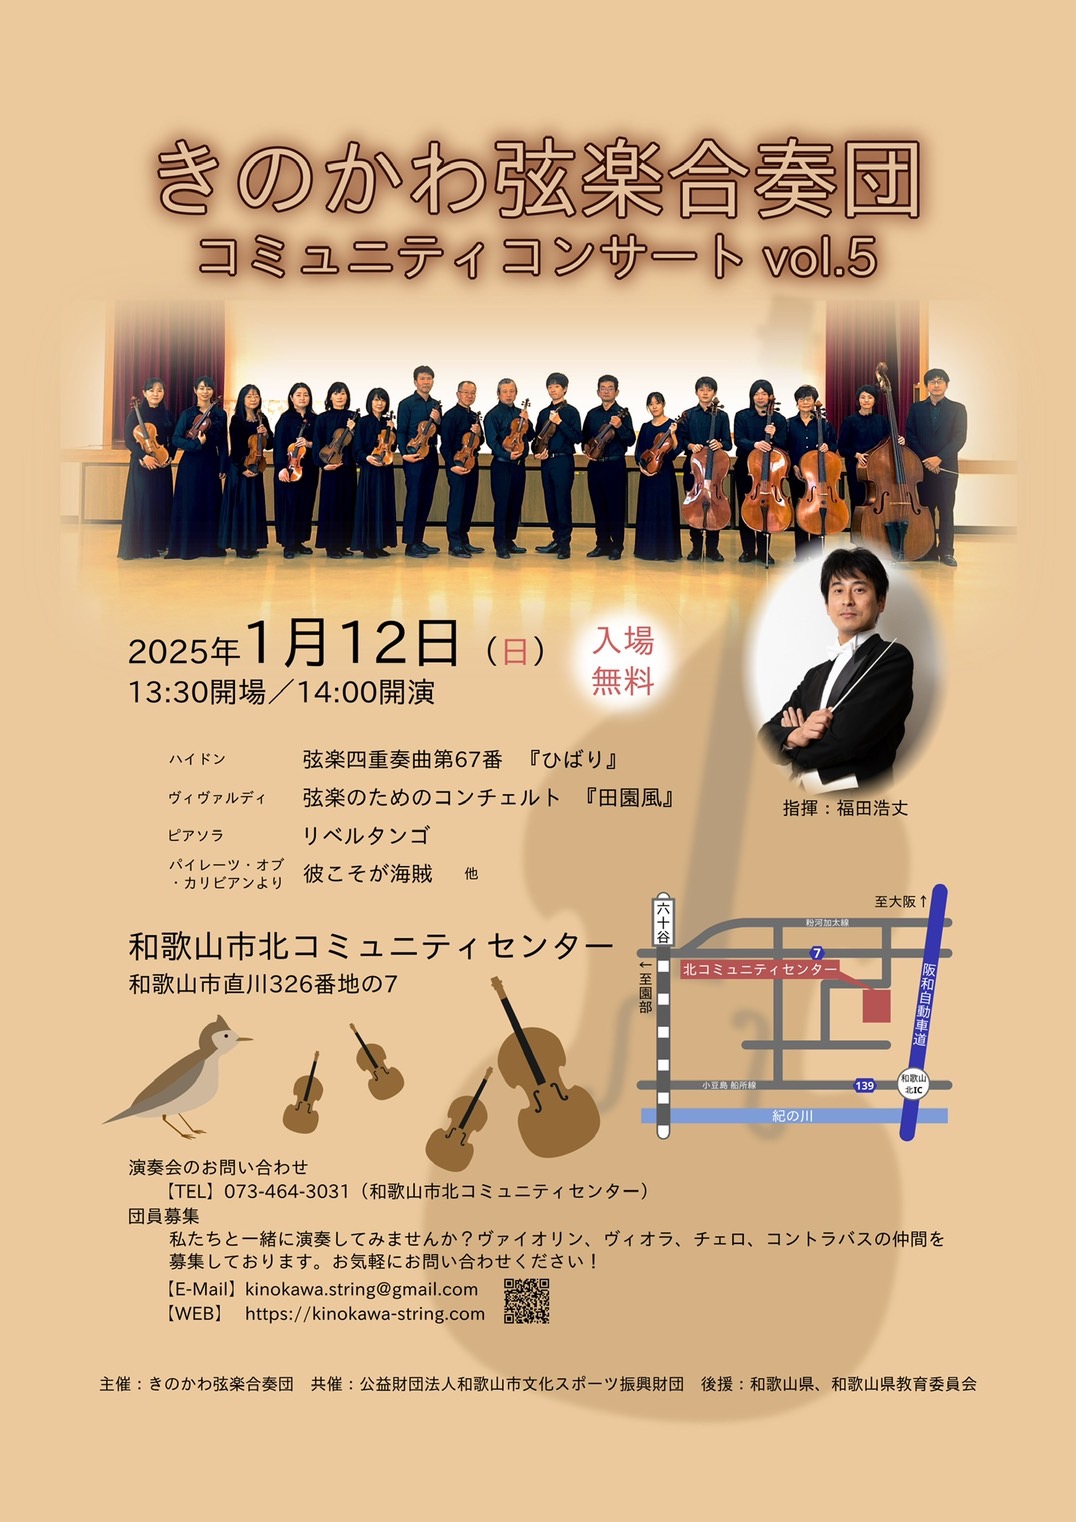 きのかわ弦楽合奏団
コミュニティコンサート vol.5
2025年1月12日（日）
13:30開場／14:00開演
入場
無料
指揮：福田浩丈
ハイドン 弦楽四重奏曲第67番 『ひばり』
ヴィヴァルディ 弦楽のためのコンチェルト 『田園風』
ピアソラ リベルタンゴ
パイレーツ・オブ
・カリビアンより 彼こそが海賊 他
和歌山市北コミュニティセンター
和歌山市直川326番地の7
六十谷
←至園部
至大阪↑
粉河加太線
7
北コミュニティセンター
阪和自動車道
小豆島 船所線
139
和歌山
北IC
紀の川
演奏会のお問い合わせ
【TEL】073-464-3031（和歌山市北コミュニティセンター）
団員募集
私たちと一緒に演奏してみませんか？ヴァイオリン、ヴィオラ、チェロ、コントラバスの仲間を
募集しております。お気軽にお問い合わせください！
【E-Mail】kinokawa.string@gmail.com
【WEB】 https://kinokawa-string.com
主催：きのかわ弦楽合奏団 共催：公益財団法人和歌山市文化スポーツ振興財団 後援：和歌山県、和歌山県教育委員会